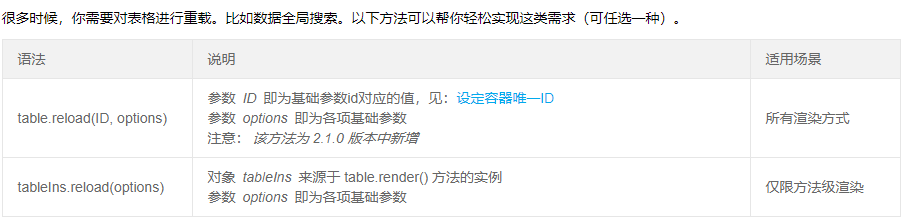 很多时候，你需要对表格进行重载。比如数据全局搜索。以下方法可以帮你轻松实现这类需求（可任选一种）。
语法 说明 适用场景
table.reload(ID, options) 参数 ID 即为基础参数id对应的值，见：设定容器唯一ID 所有渲染方式
参数 options 即为各项基础参数
注意： 该方法为 2.1.0 版本中新增
tableIns.reload(options) 对象 tableIns 来源于 table.render() 方法的实例 仅限方法级渲染
参数 options 即为各项基础参数